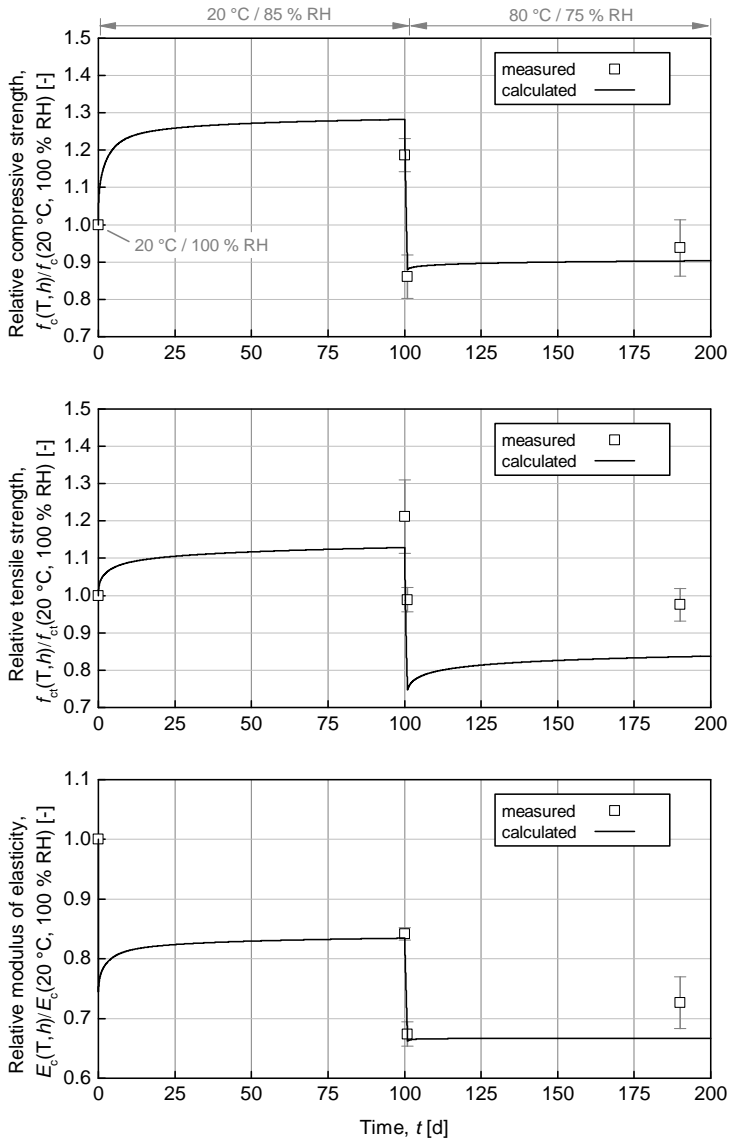 20 °C / 85 % RH 80 °C / 75 % RH
1.5
1.4
1.3
1.2
1.1
1.0
0.9
0.8
0.7
Relative compressive strength,
f_c(T,h)/f_c(20 °C, 100 % RH) [-]
measured
calculated
20 °C / 100 % RH
0 25 50 75 100 125 150 175 200
1.5
1.4
1.3
1.2
1.1
1.0
0.9
0.8
0.7
Relative tensile strength,
f_ct(T,h)/f_ct(20 °C, 100 % RH) [-]
measured
calculated
0 25 50 75 100 125 150 175 200
1.1
1.0
0.9
0.8
0.7
0.6
Relative modulus of elasticity,
E_c(T,h)/E_c(20 °C, 100 % RH) [-]
measured
calculated
0 25 50 75 100 125 150 175 200
Time, t [d]